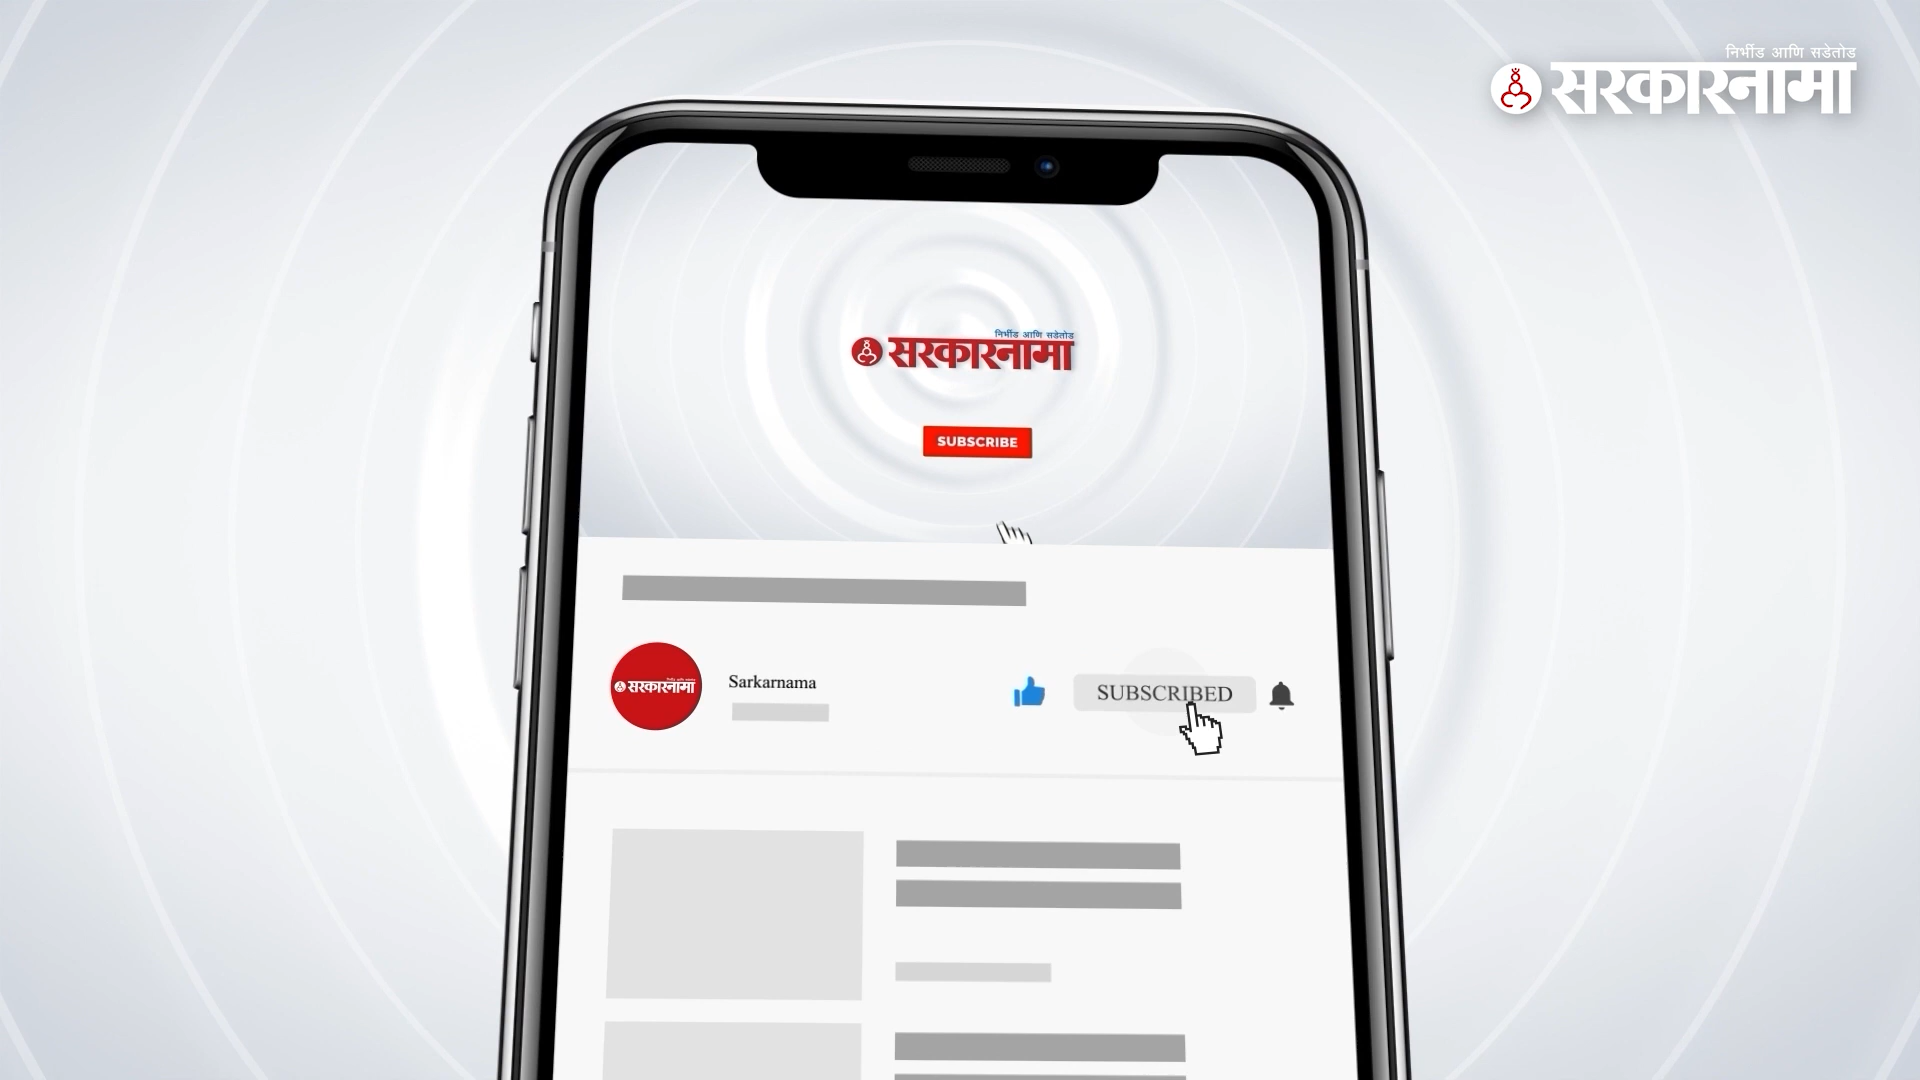 निर्भीड आणि सडेतोड
सरकारनामा
निर्भीड आणि सडेतोड
सरकारनामा
SUBSCRIBE
सरकारनामा
Sarkarnama
SUBSCRIBED